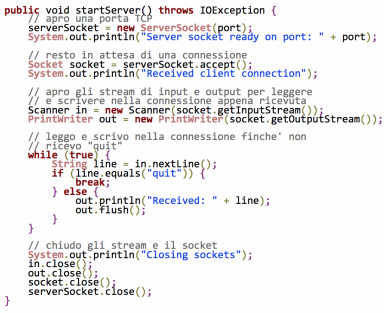 public void startServer() throws IOException {
// apro una porta TCP
serverSocket = new ServerSocket(port);
System.out.println("Server socket ready on port: " + port);
// resto in attesa di una connessione
Socket socket = serverSocket.accept();
System.out.println("Received client connection");
// apro gli stream di input e output per leggere
// e scrivere nella connessione appena ricevuta
Scanner in = new Scanner(socket.getInputStream());
PrintWriter out = new PrintWriter(socket.getOutputStream());
// leggo e scrivo nella connessione finche' non
// ricevo "quit"
while (true) {
String line = in.nextLine();
if (line.equals("quit")) {
break;
} else {
out.println("Received: " + line);
out.flush();
}
}
// chiudo gli stream e il socket
System.out.println("Closing sockets");
in.close();
out.close();
socket.close();
serverSocket.close();
}